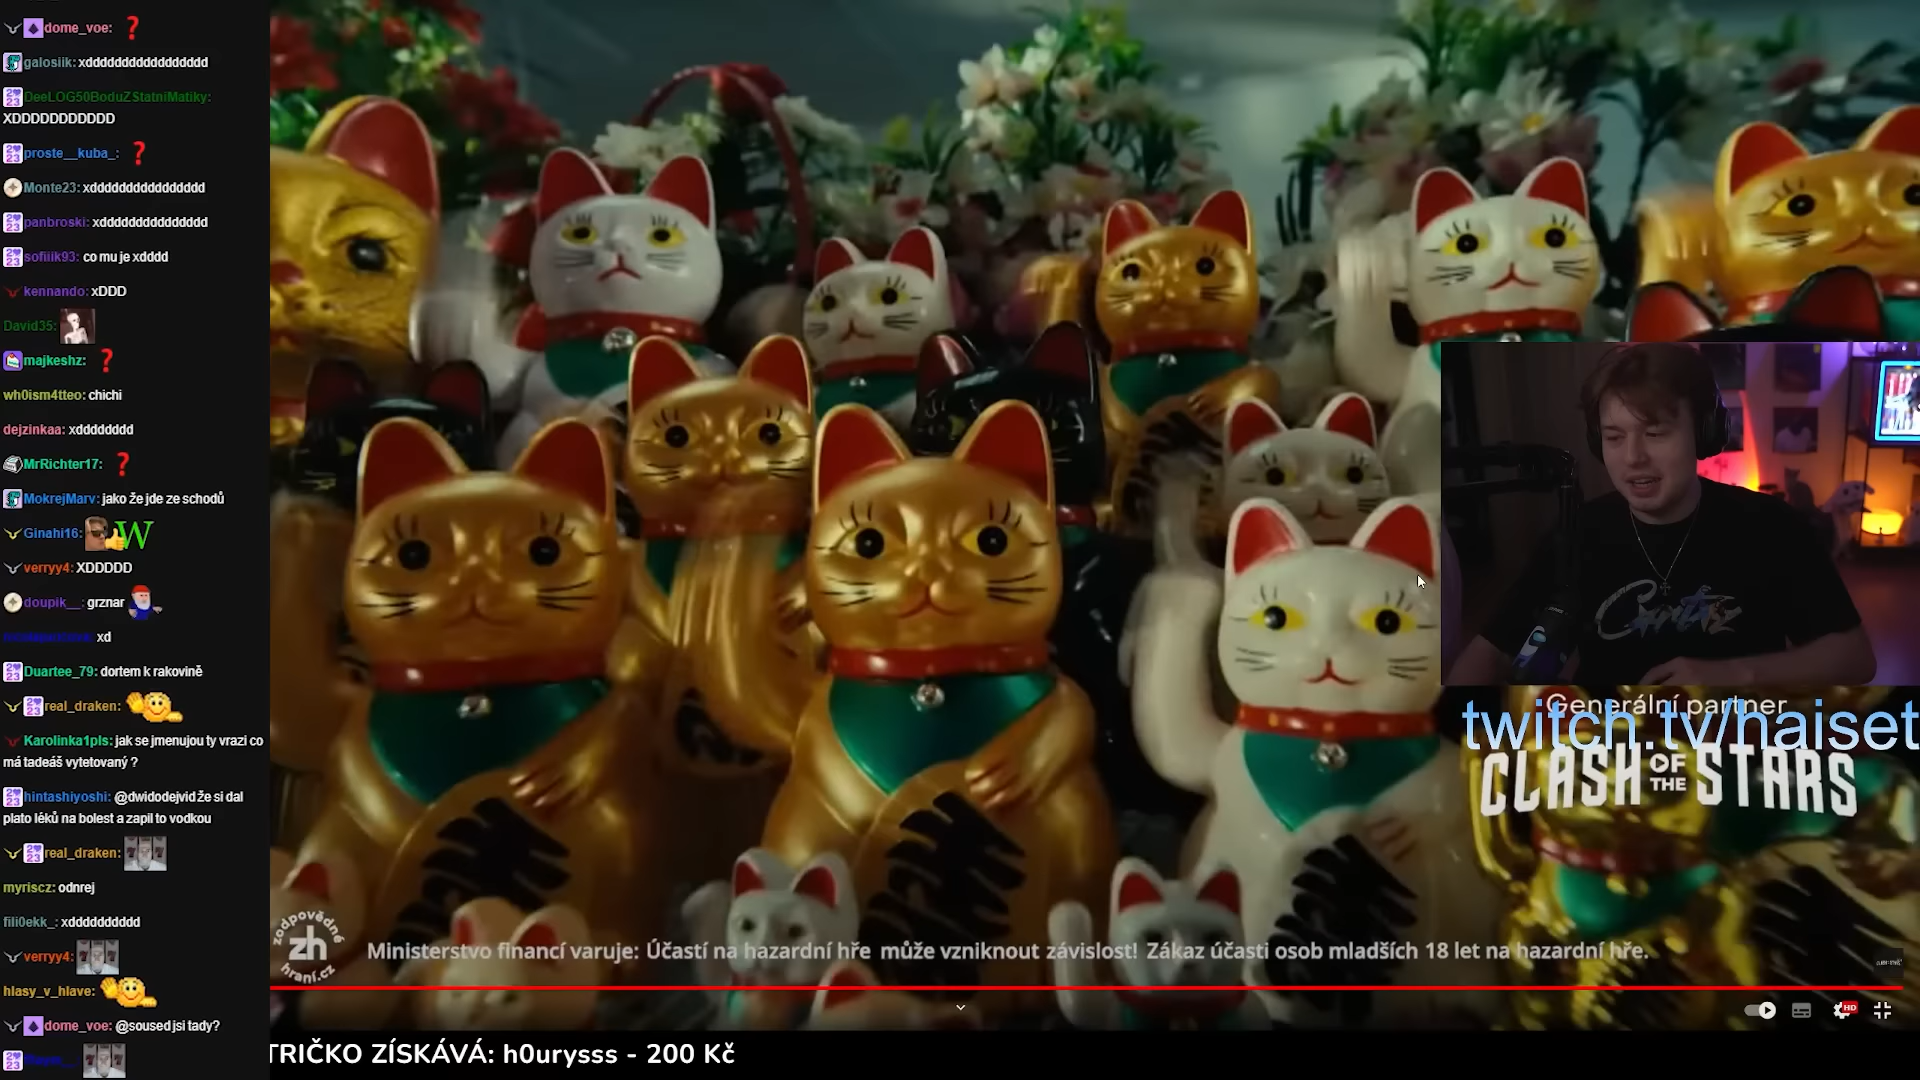 dome_voe:
galosiik: xddddddddddddddddd
DeeLOG50BoduZStatniMatiky:
XDDDDDDDDDDD
proste__kuba_:
Monte23: xddddddddddddddd
panbroski: xddddddddddddddd
sofiiik93: co mu je xdddd
kennando: xDDD
David35:
majkeshz:
wh0ism4tteo: chichi
dejzinkaa: xdddddddd
MrRichter17:
MokrejMarv: jako že jde ze schodů
Ginahi16: W
verryy4: XDDDDD
doupik__: grznar
xd
Duartee_79: dortem k rakovině
real_draken:
Karolinka1pls: jak se jmenujou ty vrazi co
má tadeáš vytetovaný ?
hintashiyoshi: @dwidodejvid že si dal
plato léků na bolest a zapil to vodkou
real_draken:
myriscz: odnrej
fili0ekk_: xdddddddddd
verryy4:
hlasy_v_hlave:
dome_voe: @soused jsi tady?
Generální partner
twitch.tv/haiset
CLASH OF THE STARS
zodpovědné
zh
hraní.cz
Ministerstvo financí varuje: Účastí na hazardní hře může vzniknout závislost! Zákaz účasti osob mladších 18 let na hazardní hře.
HD
TRIČKO ZÍSKÁVÁ: h0urysss - 200 Kč